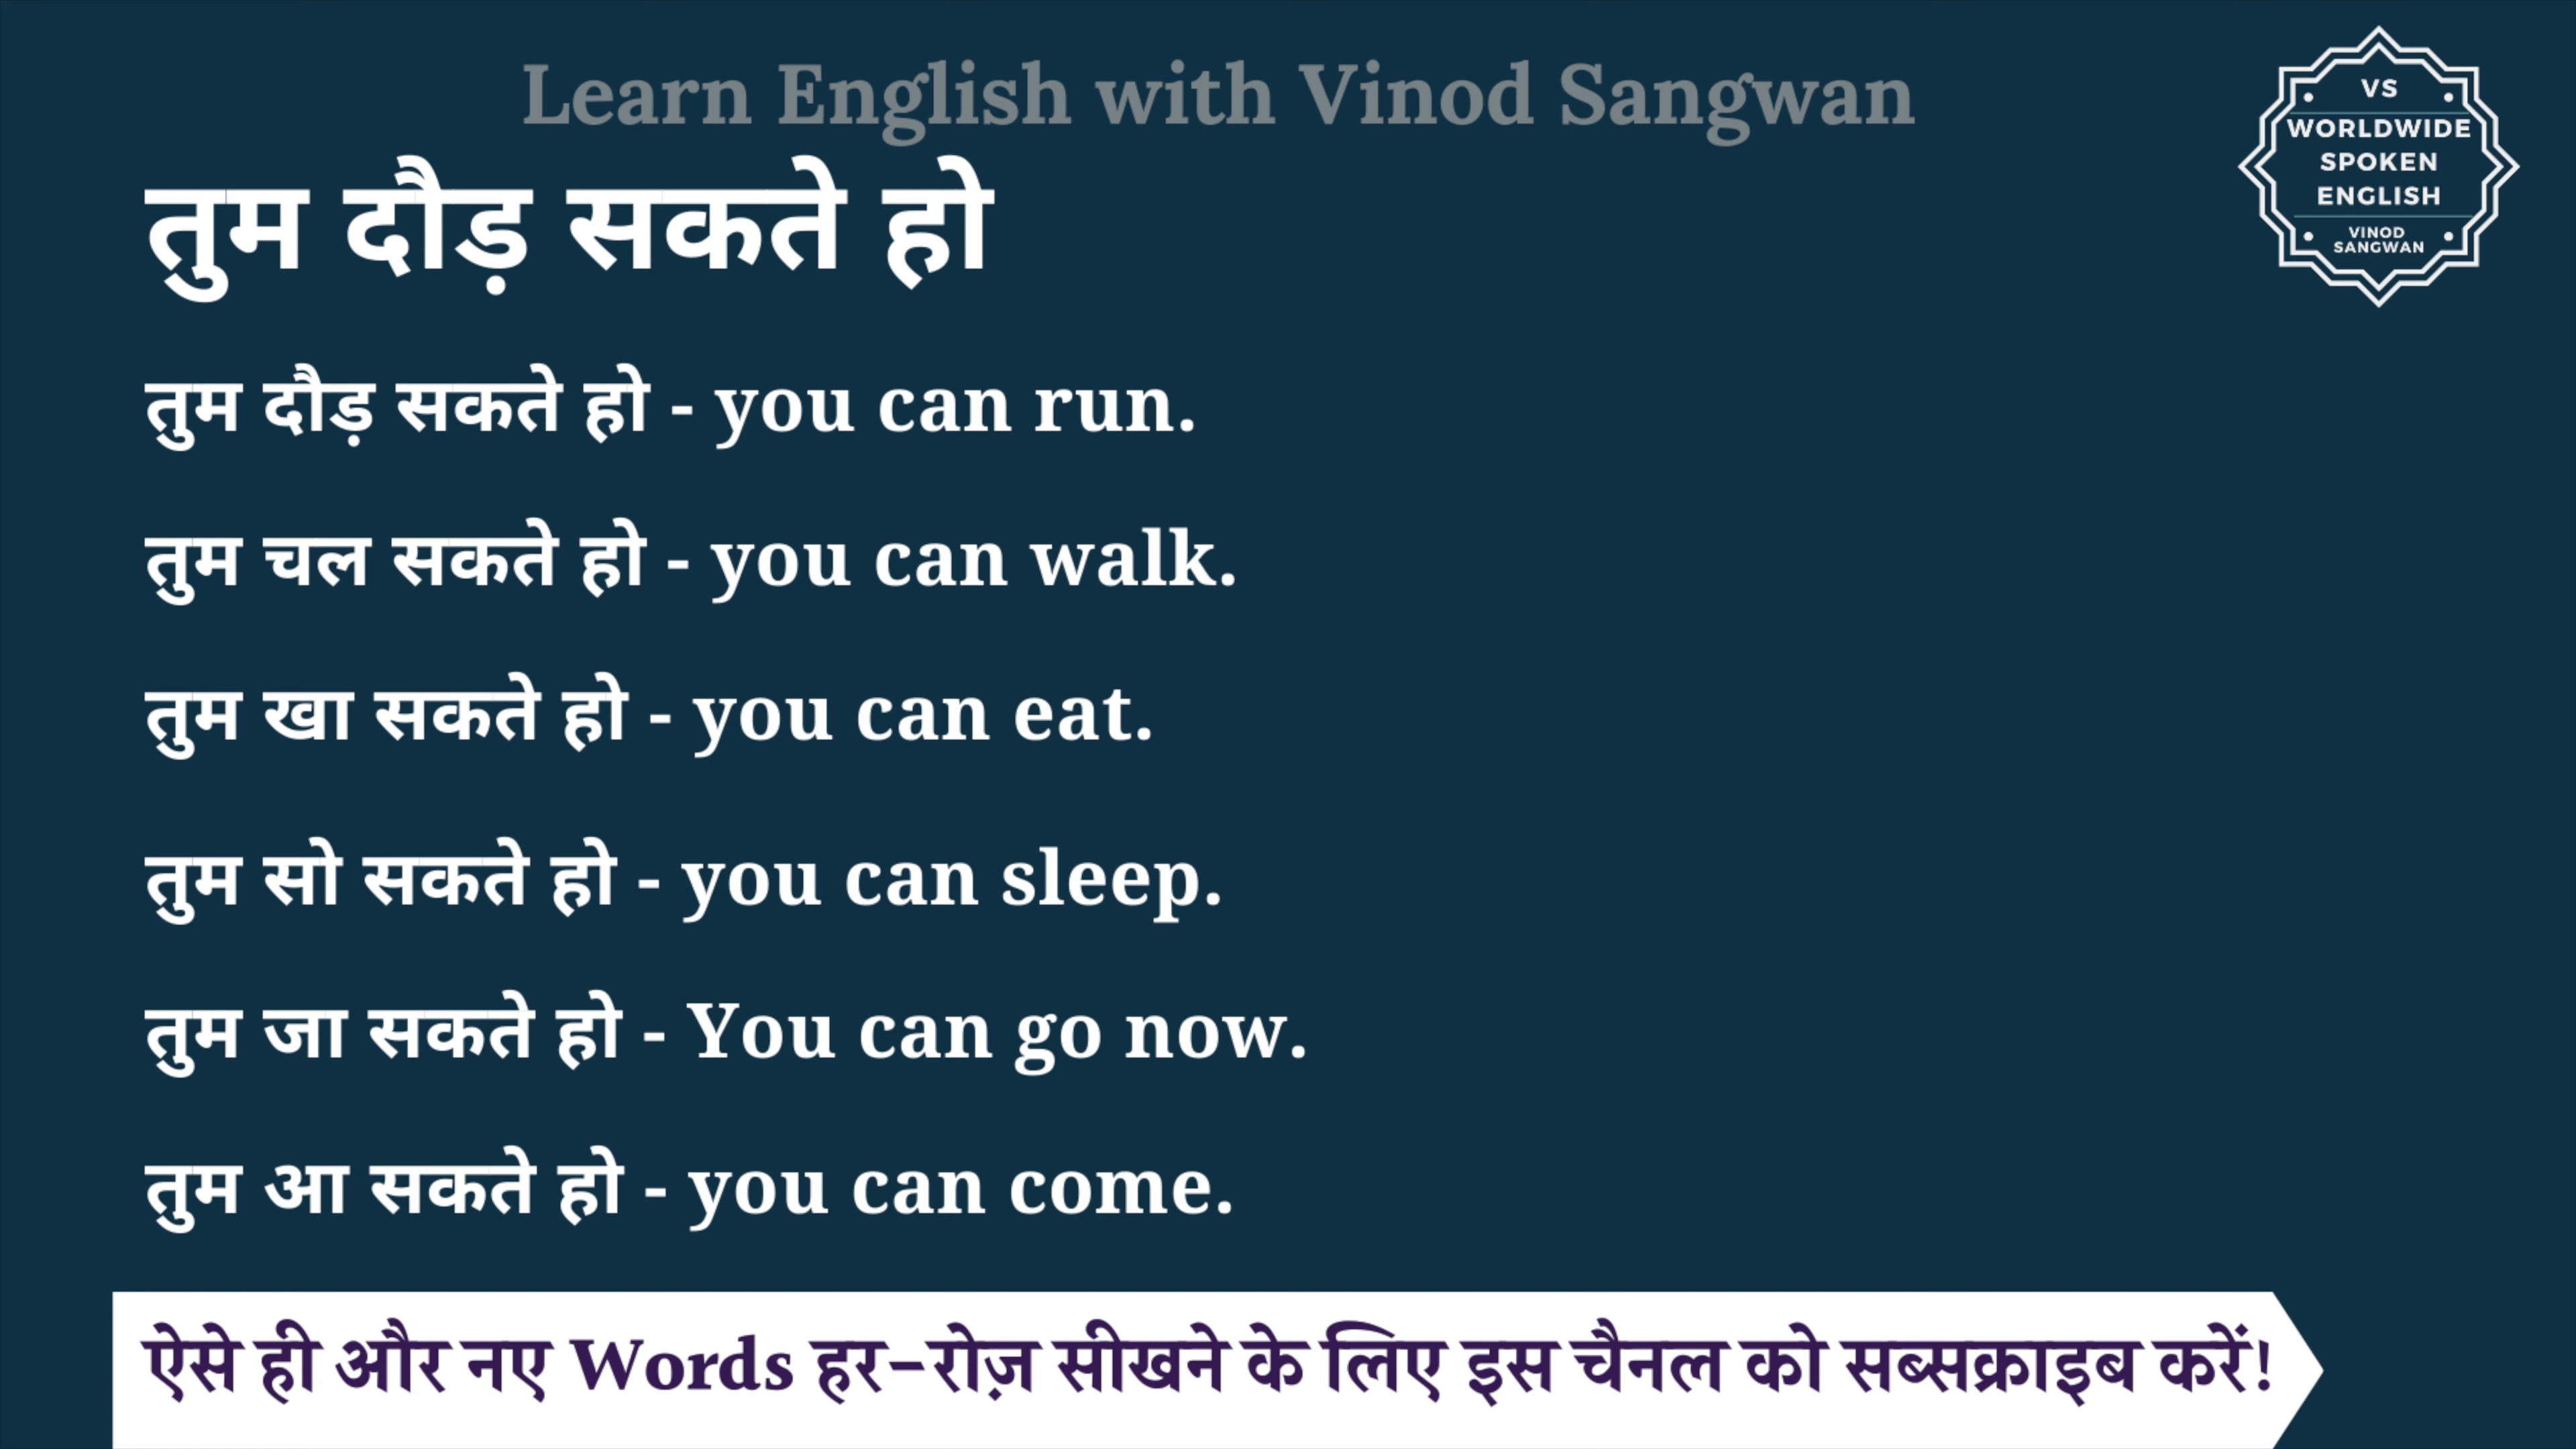 Learn English with Vinod Sangwan
VS
WORLDWIDE
SPOKEN
ENGLISH
VINOD
SANGWAN
तुम दौड़ सकते हो
तुम दौड़ सकते हो - you can run.
तुम चल सकते हो - you can walk.
तुम खा सकते हो - you can eat.
तुम सो सकते हो - you can sleep.
तुम जा सकते हो - You can go now.
तुम आ सकते हो - you can come.
ऐसे ही और नए Words हर-रोज़ सीखने के लिए इस चैनल को सब्सक्राइब करें!